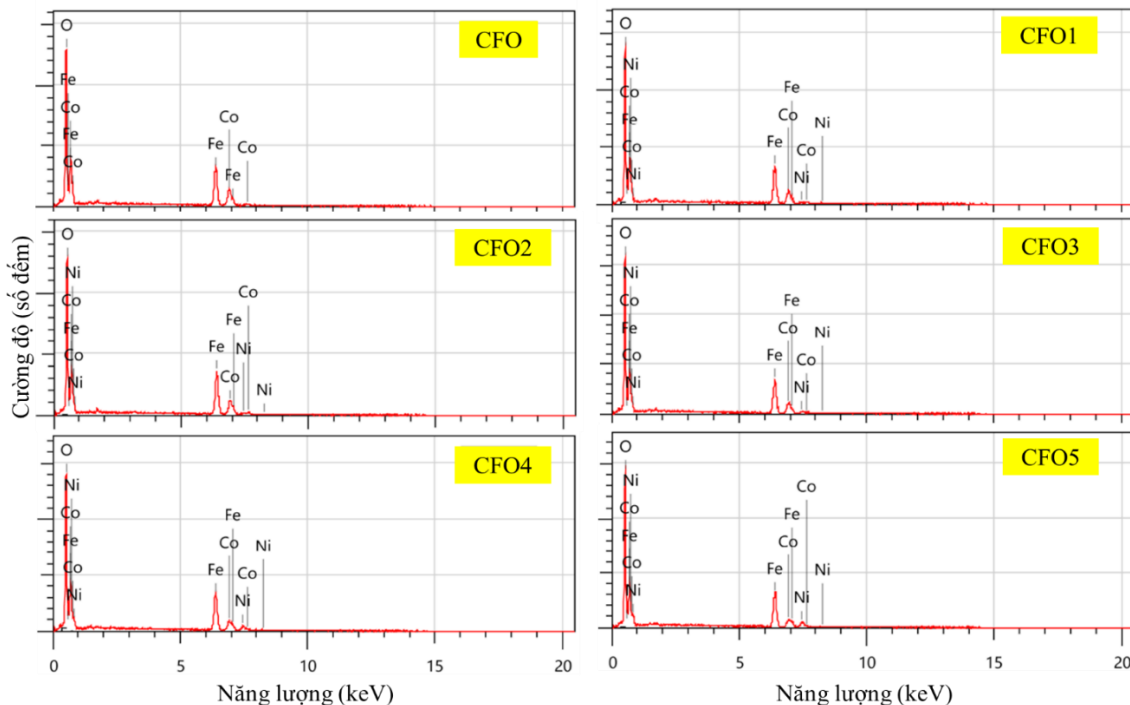 CFO
O
Fe
Co
Fe
Co
Fe
Co
Fe
Co
CFO1
O
Ni
Co
Fe
Co
Ni
Fe
Co
Fe
Ni
Co
Ni
CFO2
O
Ni
Co
Fe
Co
Ni
Fe
Co
Fe
Ni
Co
Ni
CFO3
O
Ni
Co
Fe
Co
Ni
Fe
Co
Fe
Ni
Co
Ni
CFO4
O
Ni
Co
Fe
Co
Ni
Fe
Co
Fe
Ni
Co
Ni
0 5 10 15 20
CFO5
O
Ni
Co
Fe
Co
Ni
Fe
Co
Fe
Ni
Co
Ni
0 5 10 15 20
Cường độ (số đếm)
Năng lượng (keV)
Năng lượng (keV)